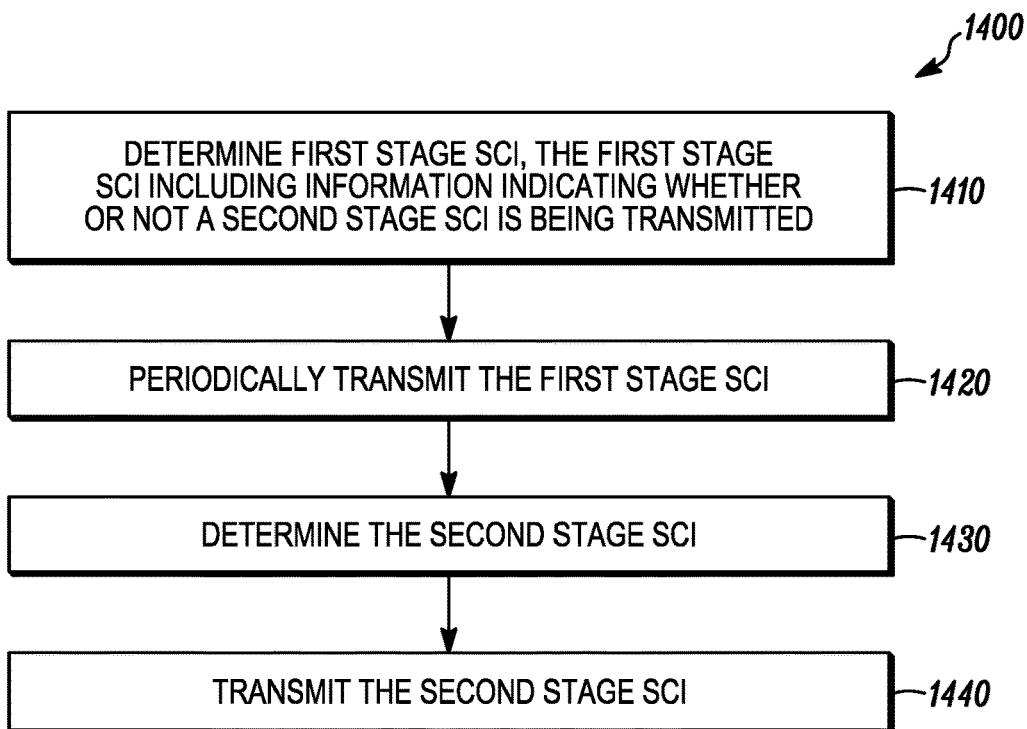 1400
DETERMINE FIRST STAGE SCI, THE FIRST STAGE
SCI INCLUDING INFORMATION INDICATING WHETHER
OR NOT A SECOND STAGE SCI IS BEING TRANSMITTED
1410
PERIODICALLY TRANSMIT THE FIRST STAGE SCI
1420
DETERMINE THE SECOND STAGE SCI
1430
TRANSMIT THE SECOND STAGE SCI
1440